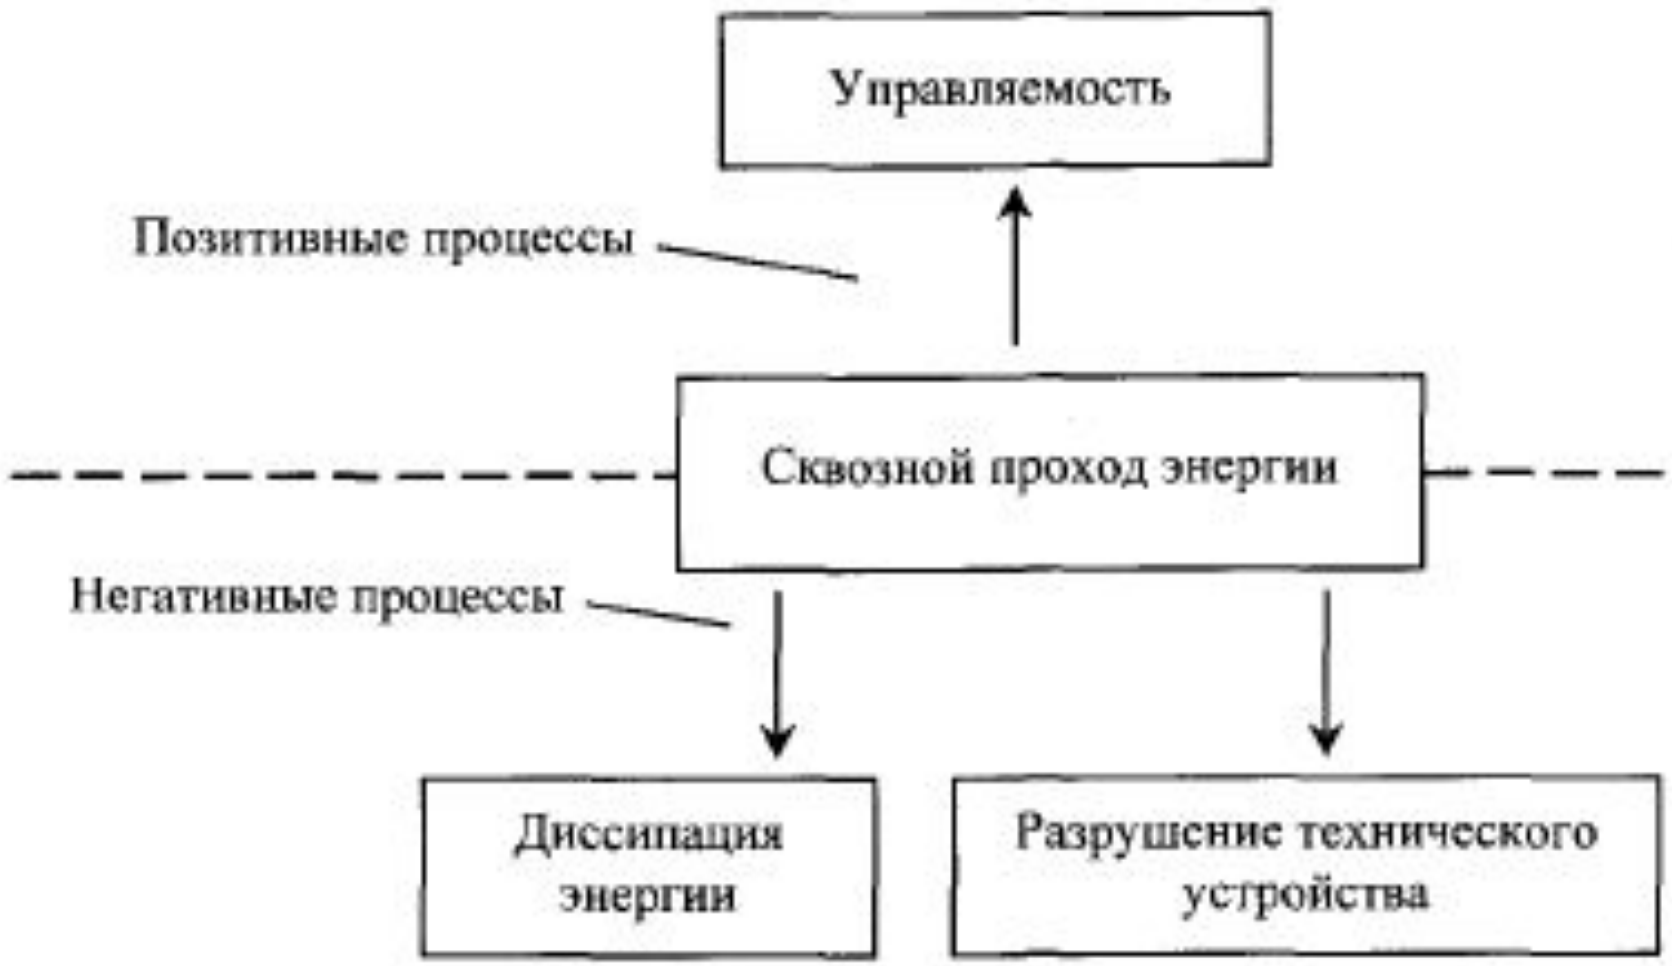 Управляемость
Позитивные процессы
Сквозной проход энергии
Негативные процессы
Диссипация
энергии
Разрушение технического
устройства